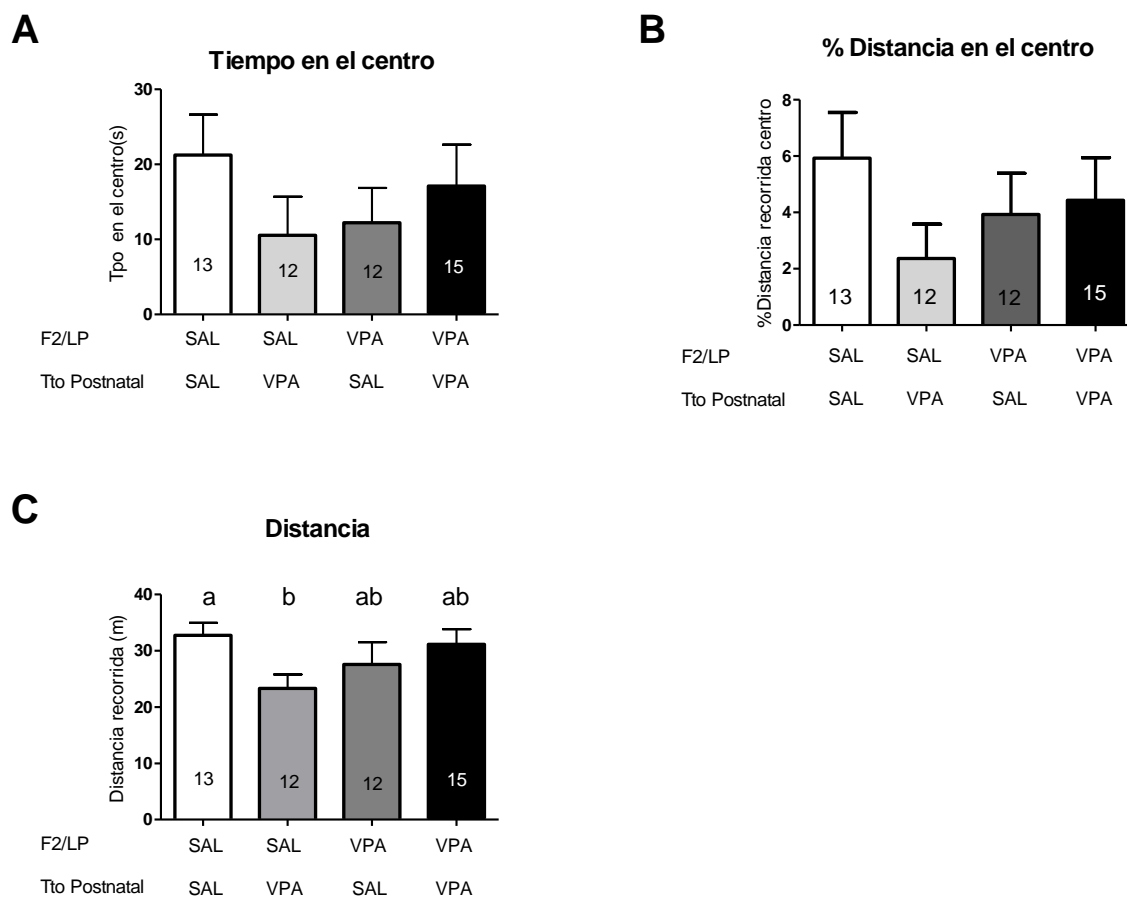 A
Tiempo en el centro
Tpo en el centro(s)
30
20
10
0
13
12
12
15
F2/LP SAL SAL VPA VPA
Tto Postnatal SAL VPA SAL VPA
B
% Distancia en el centro
%Distancia recorrida centro
8
6
4
2
0
13
12
12
15
F2/LP SAL SAL VPA VPA
Tto Postnatal SAL VPA SAL VPA
C
Distancia
Distancia recorrida (m)
40
30
20
10
0
a b ab ab
13
12
12
15
F2/LP SAL SAL VPA VPA
Tto Postnatal SAL VPA SAL VPA